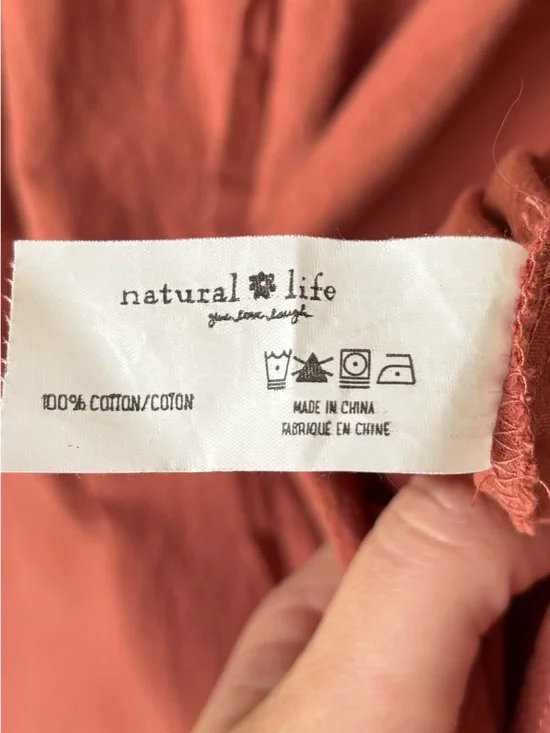 natural life
give. love. laugh.
100% COTTON/COTON
MADE IN CHINA
FABRIQUÉ EN CHINE